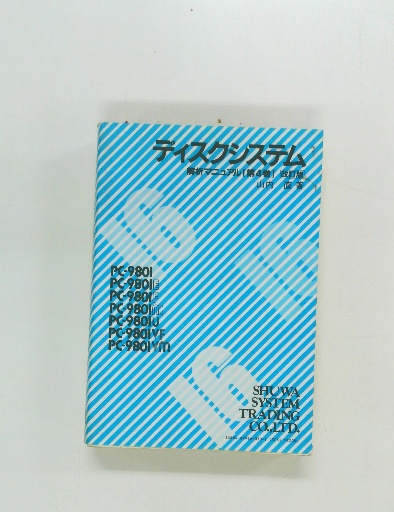 ディスクシステム
解析マニュアル[第4巻] 改訂版
山内 直 著
16
16
16
PC-9801
PC-9801E
PC-9801F
PC-9801M
PC-9801U
PC-9801VF
PC-9801VM
SHUWA
SYSTEM
TRADING
CO.,LTD.